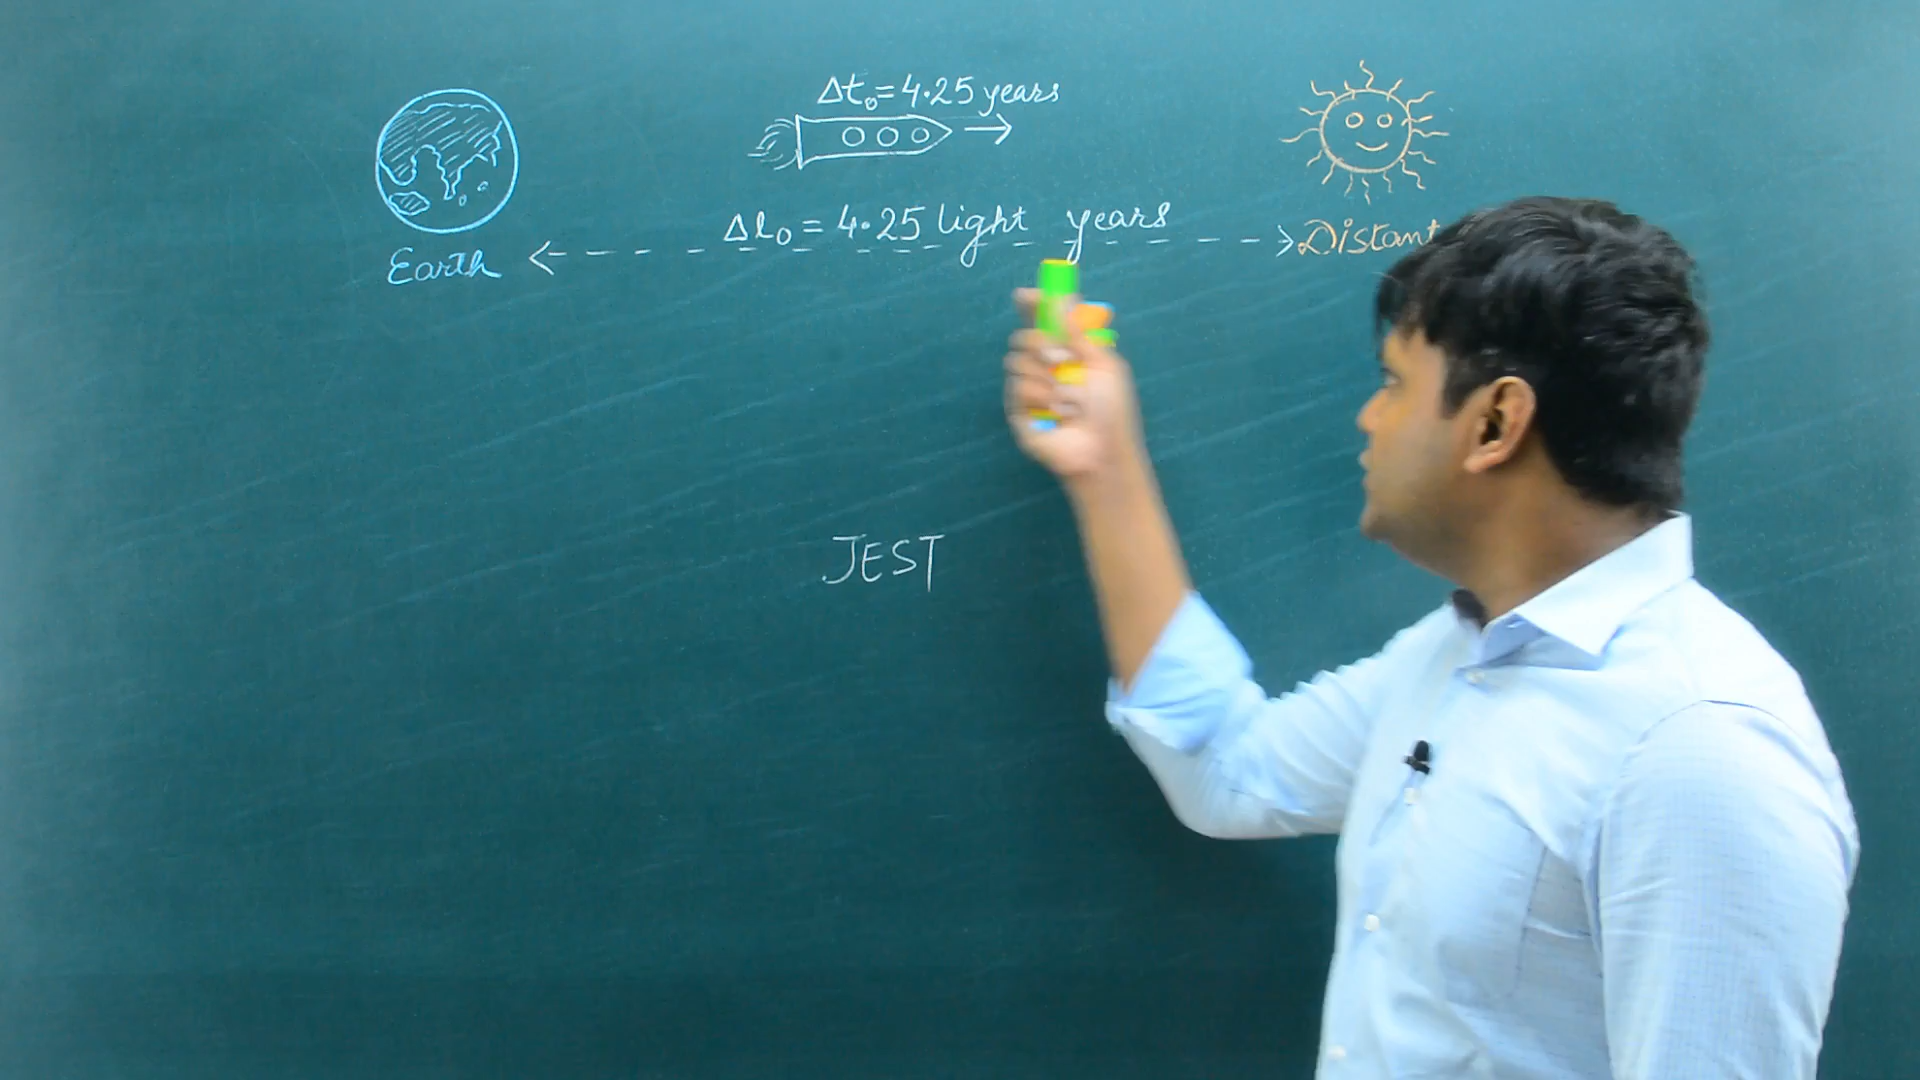 Δt₀ = 4.25 years
Δl₀ = 4.25 light years
Earth
Distant
JEST